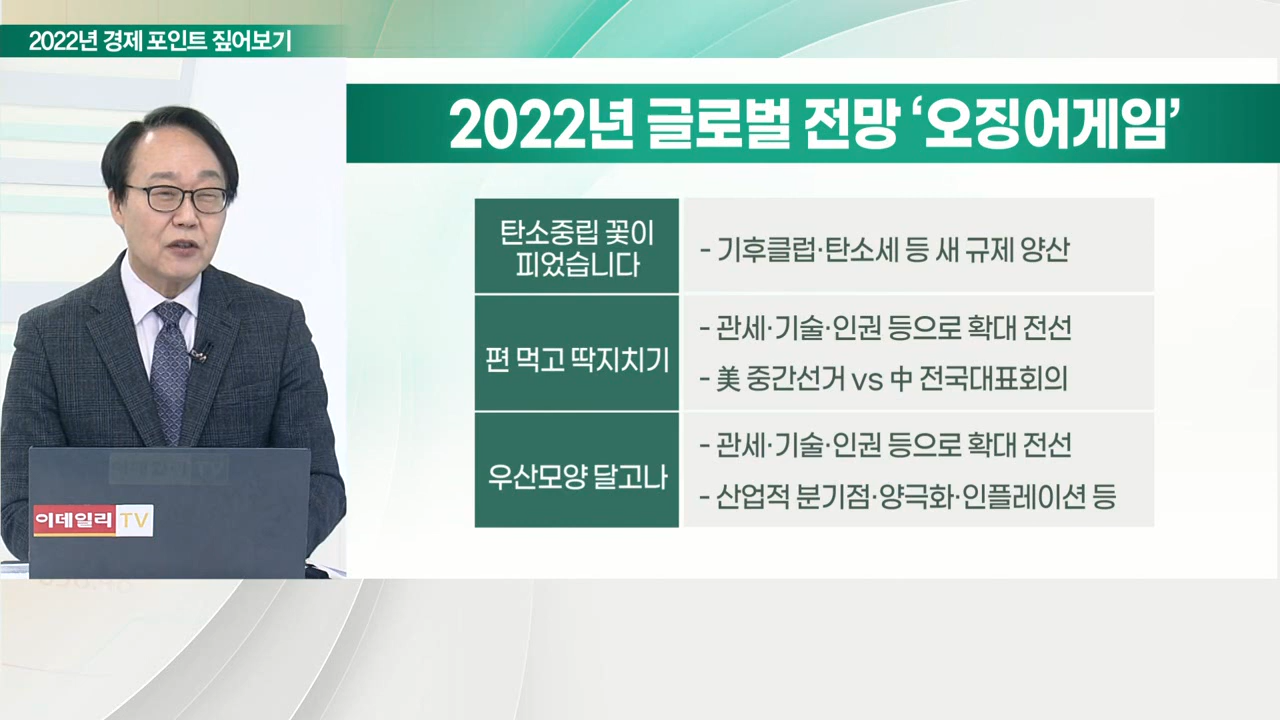 2022년 경제 포인트 짚어보기
2022년 글로벌 전망 ‘오징어게임’
탄소중립 꽃이
피었습니다
- 기후클럽·탄소세 등 새 규제 양산
편 먹고 딱지치기
- 관세·기술·인권 등으로 확대 전선
- 美 중간선거 vs 中 전국대표회의
우산모양 달고나
- 관세·기술·인권 등으로 확대 전선
- 산업적 분기점·양극화·인플레이션 등
이데일리 TV